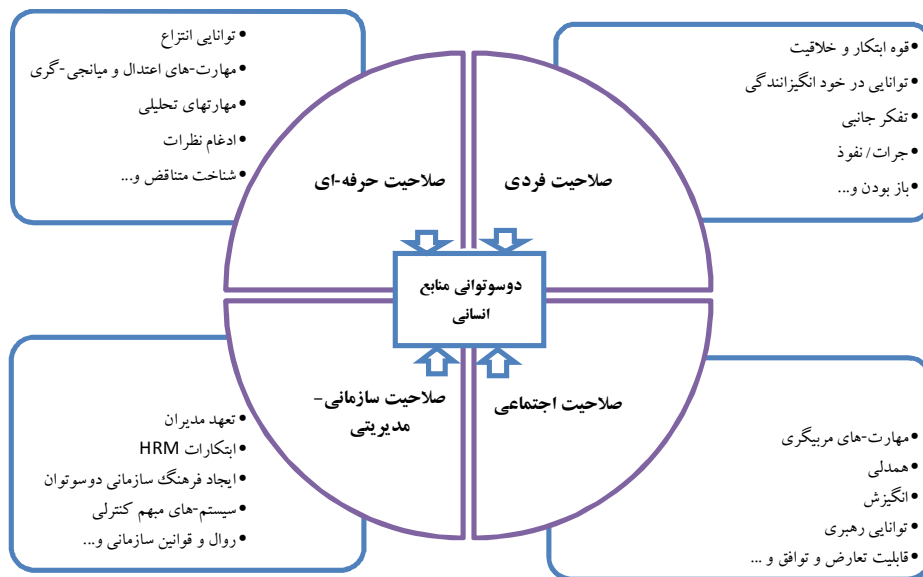 • قوه ابتکار و خلاقیت
• توانایی در خود انگیزانندگی
• تفکر جانبی
• جرات/ نفوذ
• باز بودن و...
• توانایی انتزاع
• مهارت-های اعتدال و میانجی-گری
• مهارتهای تحلیلی
• ادغام نظرات
• شناخت متناقض و...
صلاحیت فردی
صلاحیت حرفه-ای
دوسوتوانی منابع
انسانی
صلاحیت اجتماعی
صلاحیت سازمانی–
مدیریتی
• مهارت-های مربیگری
• همدلی
• انگیزش
• توانایی رهبری
• قابلیت تعارض و توافق و ...
• تعهد مدیران
• ابتکارات HRM
• ایجاد فرهنگ سازمانی دوسوتوان
• سیستم-های مبهم کنترلی
• روال و قوانین سازمانی و...